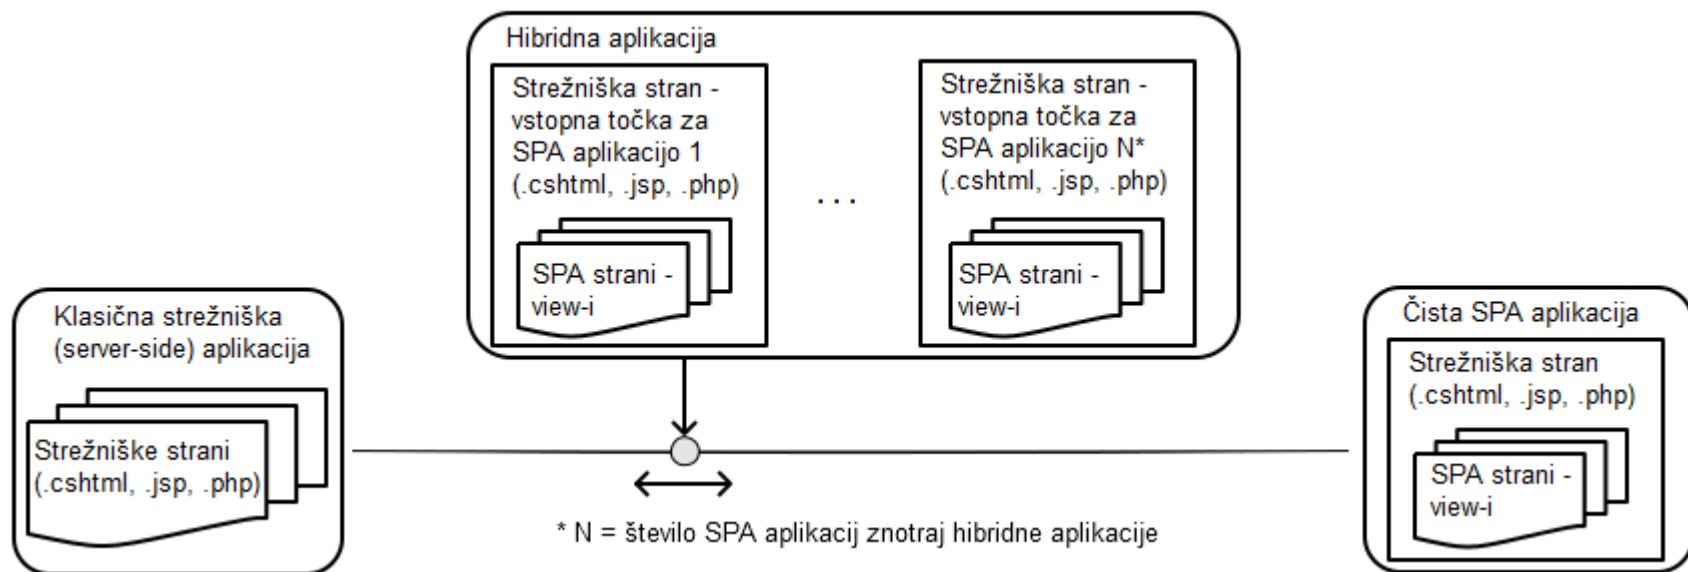 Hibridna aplikacija
Strežniška stran -
vstopna točka za
SPA aplikacijo 1
(.cshtml, .jsp, .php)
SPA strani -
view-i
. . .
Strežniška stran -
vstopna točka za
SPA aplikacijo N*
(.cshtml, .jsp, .php)
SPA strani -
view-i
Klasična strežniška
(server-side) aplikacija
Strežniške strani
(.cshtml, .jsp, .php)
Čista SPA aplikacija
Strežniška stran
(.cshtml, .jsp, .php)
SPA strani -
view-i
* N = število SPA aplikacij znotraj hibridne aplikacije